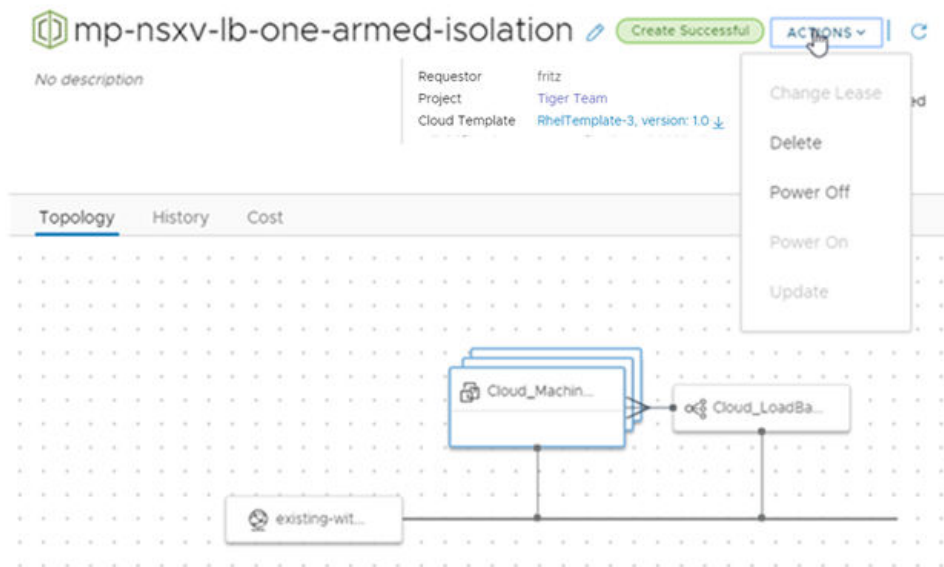 mp-nsxv-lb-one-armed-isolation Create Successful ACTIONS
No description
Requestor fritz
Project Tiger Team
Cloud Template RhelTemplate-3, version: 1.0
Change Lease
Delete
Power Off
Power On
Update
Topology History Cost
Cloud_Machin...
Cloud_LoadBa...
existing-wit...